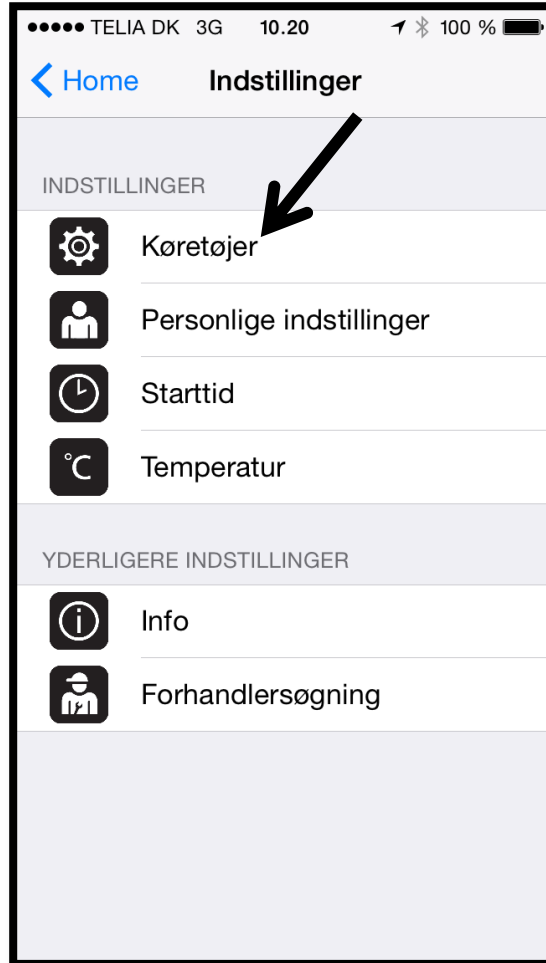 TELIA DK 3G 10.20 100 %
Home Indstillinger
INDSTILLINGER
Køretøjer
Personlige indstillinger
Starttid
°C Temperatur
YDERLIGERE INDSTILLINGER
Info
Forhandlersøgning